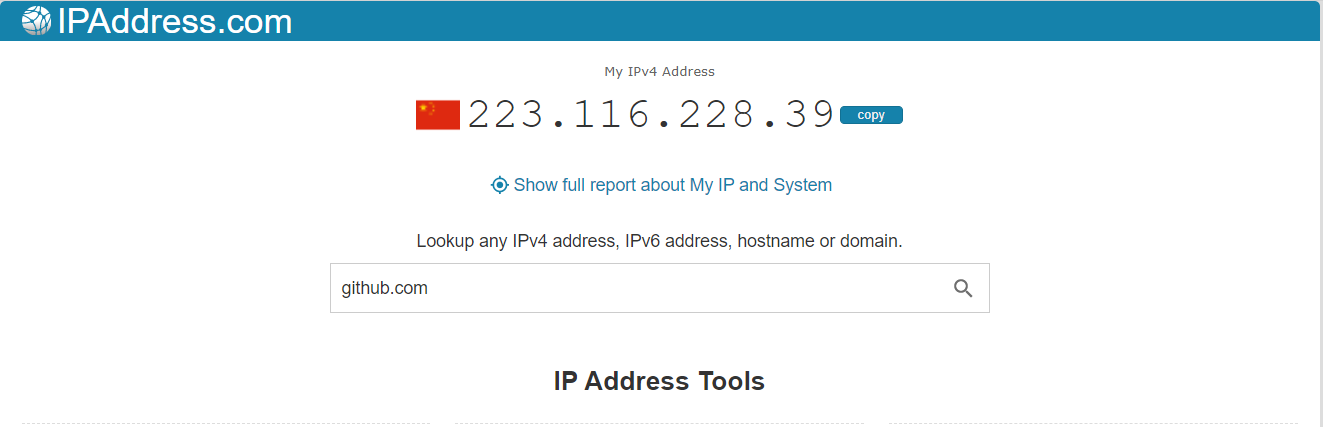 IPAddress.com
My IPv4 Address
223.116.228.39 copy
Show full report about My IP and System
Lookup any IPv4 address, IPv6 address, hostname or domain.
github.com
IP Address Tools